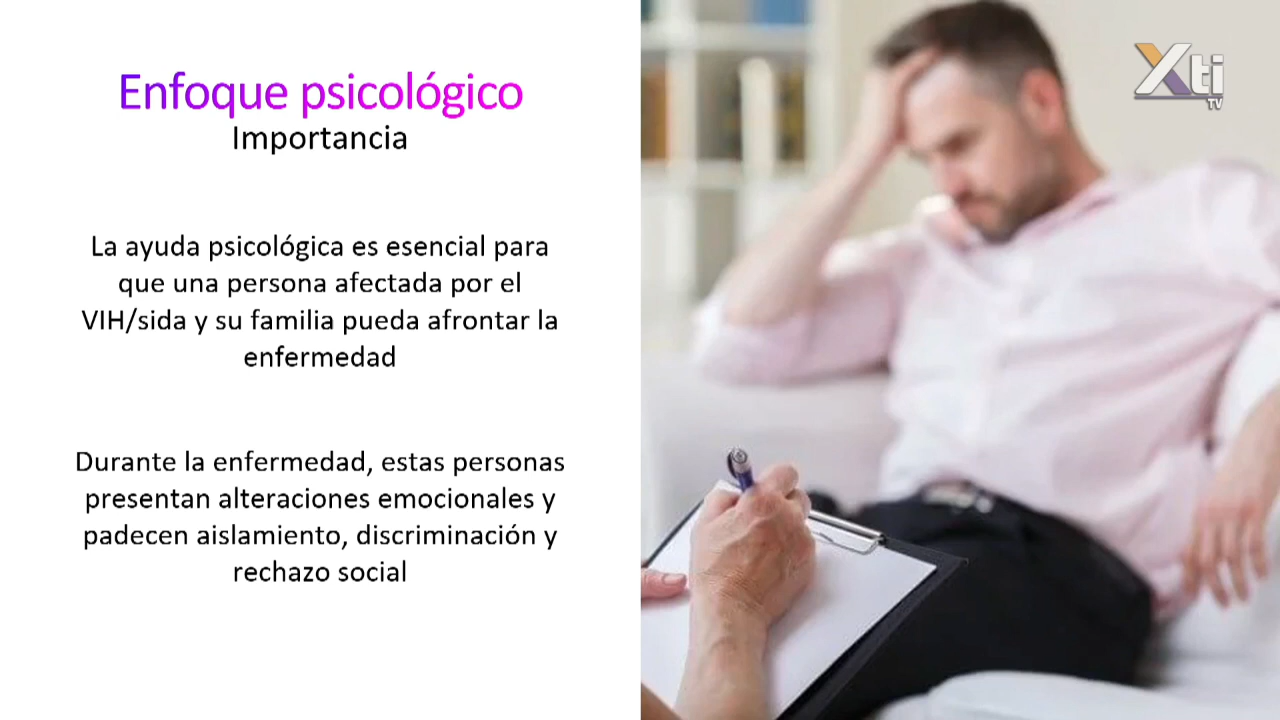 Enfoque psicológico
Importancia
La ayuda psicológica es esencial para
que una persona afectada por el
VIH/sida y su familia pueda afrontar la
enfermedad
Durante la enfermedad, estas personas
presentan alteraciones emocionales y
padecen aislamiento, discriminación y
rechazo social
Xti
TV